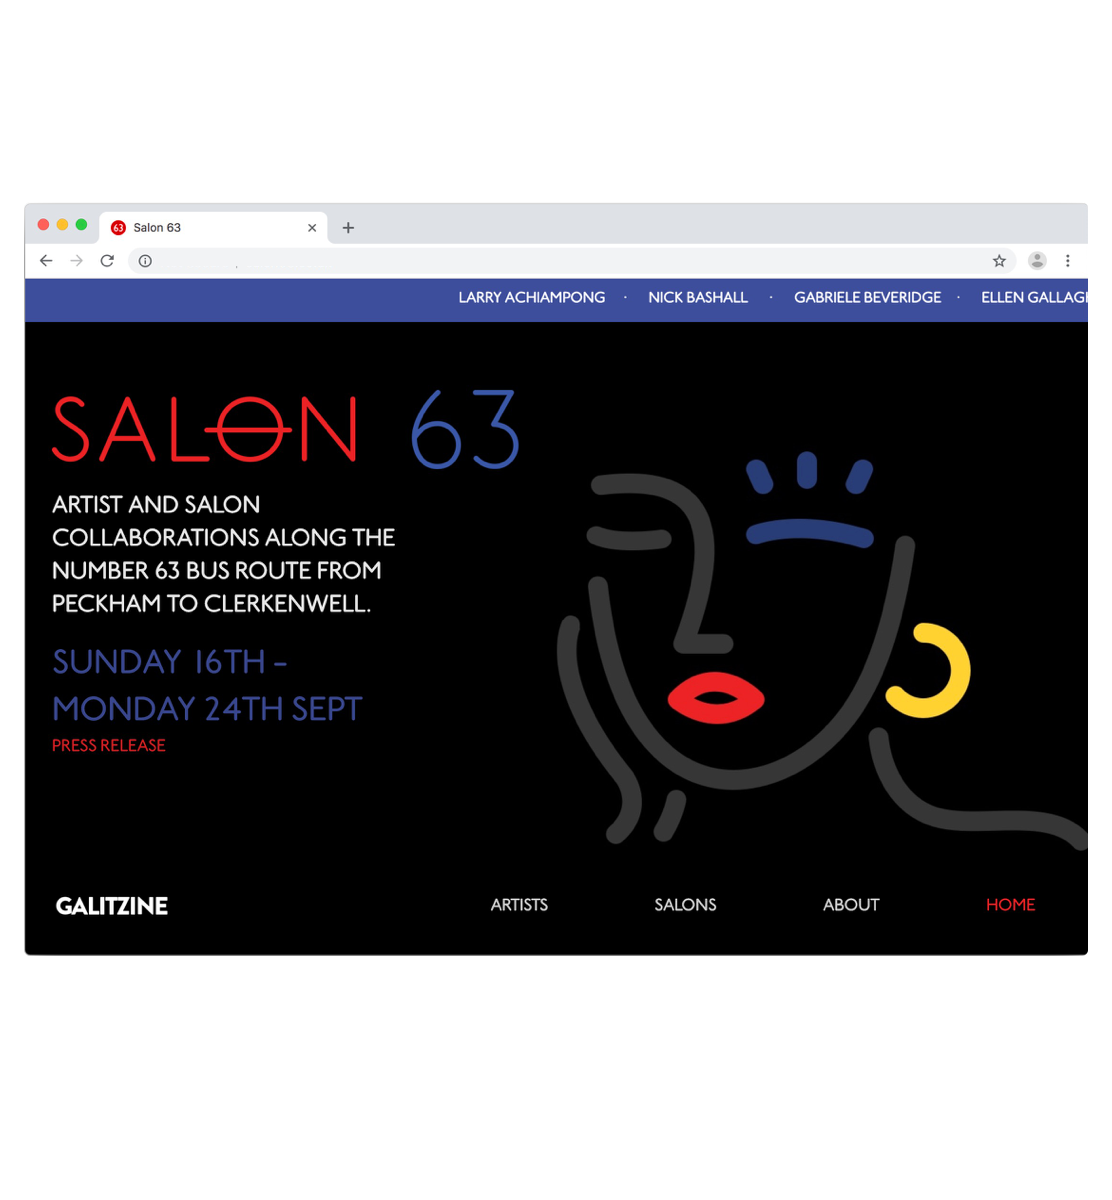 63 Salon 63
LARRY ACHIAMPONG · NICK BASHALL · GABRIELE BEVERIDGE · ELLEN
SALON 63
ARTIST AND SALON
COLLABORATIONS ALONG THE
NUMBER 63 BUS ROUTE FROM
PECKHAM TO CLERKENWELL.
SUNDAY 16TH –
MONDAY 24TH SEPT
PRESS RELEASE
GALITZINE
ARTISTS SALONS ABOUT HOME